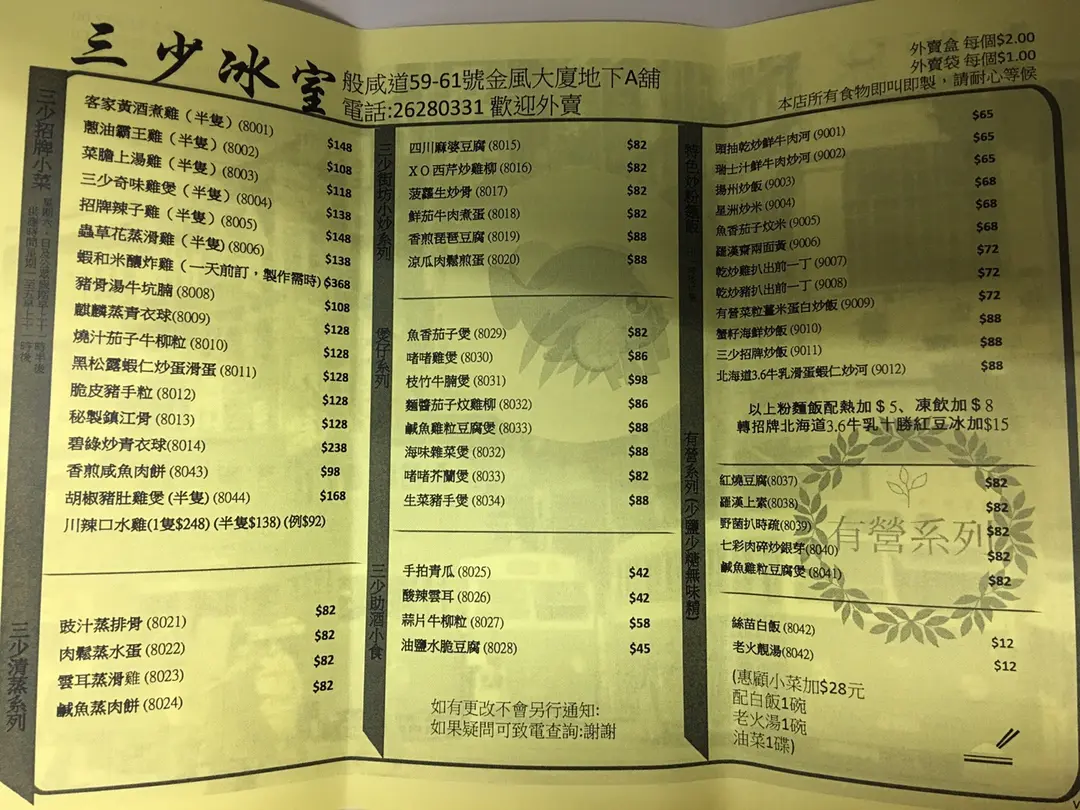 三少冰室
般咸道59-61號金風大廈地下A舖
電話:26280331 歡迎外賣
外賣盒 每個$2.00
外賣袋 每個$1.00
本店所有食物即叫即製，請耐心等候
三少招牌小菜
客家黃酒煮雞（半隻）(8001) $148
蔥油霸王雞（半隻）(8002) $108
菜膽上湯雞（半隻）(8003) $118
三少奇味雞煲（半隻）(8004) $138
招牌辣子雞（半隻）(8005) $148
蟲草花蒸滑雞（半隻）(8006) $138
蝦和米釀炸雞（一天前訂，製作需時) $368
豬骨湯牛坑腩 (8008) $108
麒麟蒸青衣球(8009) $128
燒汁茄子牛柳粒 (8010) $128
黑松露蝦仁炒蛋滑蛋 (8011) $128
脆皮豬手粒 (8012) $128
秘製鎮江骨 (8013) $128
碧綠炒青衣球(8014) $238
香煎咸魚肉餅 (8043) $98
胡椒豬肚雞煲 (半隻) (8044) $168
川辣口水雞(1隻$248) (半隻$138) (例$92)
三少清蒸系列
豉汁蒸排骨 (8021) $82
肉鬆蒸水蛋 (8022) $82
雲耳蒸滑雞 (8023) $82
鹹魚蒸肉餅 (8024) $82
三少街坊小炒系列
四川麻婆豆腐 (8015) $82
ＸＯ西芹炒雞柳 (8016) $82
菠蘿生炒骨 (8017) $82
鮮茄牛肉煮蛋 (8018) $82
香煎琵琶豆腐 (8019) $88
涼瓜肉鬆煎蛋 (8020) $88
煲仔系列
魚香茄子煲 (8029) $82
啫啫雞煲 (8030) $86
枝竹牛腩煲 (8031) $98
麵醬茄子炆雞柳 (8032) $86
鹹魚雞粒豆腐煲 (8033) $88
海味雜菜煲 (8032) $88
啫啫芥蘭煲 (8033) $82
生菜豬手煲 (8034) $88
三少助酒小食
手拍青瓜 (8025) $42
酸辣雲耳 (8026) $42
蒜片牛柳粒 (8027) $58
油鹽水脆豆腐 (8028) $45
如有更改不會另行通知:
如果疑問可致電查詢:謝謝
特色炒粉麵飯
頭抽乾炒鮮牛肉河 (9001) $65
瑞士汁鮮牛肉炒河 (9002) $65
揚州炒飯 (9003) $65
星洲炒米 (9004) $68
魚香茄子炆米 (9005) $68
羅漢齋兩面黃 (9006) $68
乾炒雞扒出前一丁 (9007) $72
乾炒豬扒出前一丁 (9008) $72
有營菜粒薑米蛋白炒飯 (9009) $72
蟹籽海鮮炒飯 (9010) $88
三少招牌炒飯 (9011) $88
北海道3.6牛乳滑蛋蝦仁炒河 (9012) $88
以上粉麵飯配熱加＄5、凍飲加＄8
轉招牌北海道3.6牛乳十勝紅豆冰加$15
有營系列(少鹽少糖無味精)
有營系列
紅燒豆腐(8037) $82
羅漢上素(8038) $82
野菌扒時蔬(8039) $82
七彩肉碎炒銀芽(8040) $82
鹹魚雞粒豆腐煲 (8041) $82
絲苗白飯 (8042) $12
老火靚湯(8042) $12
(惠顧小菜加$28元
配白飯1碗
老火湯1碗
油菜1碟)